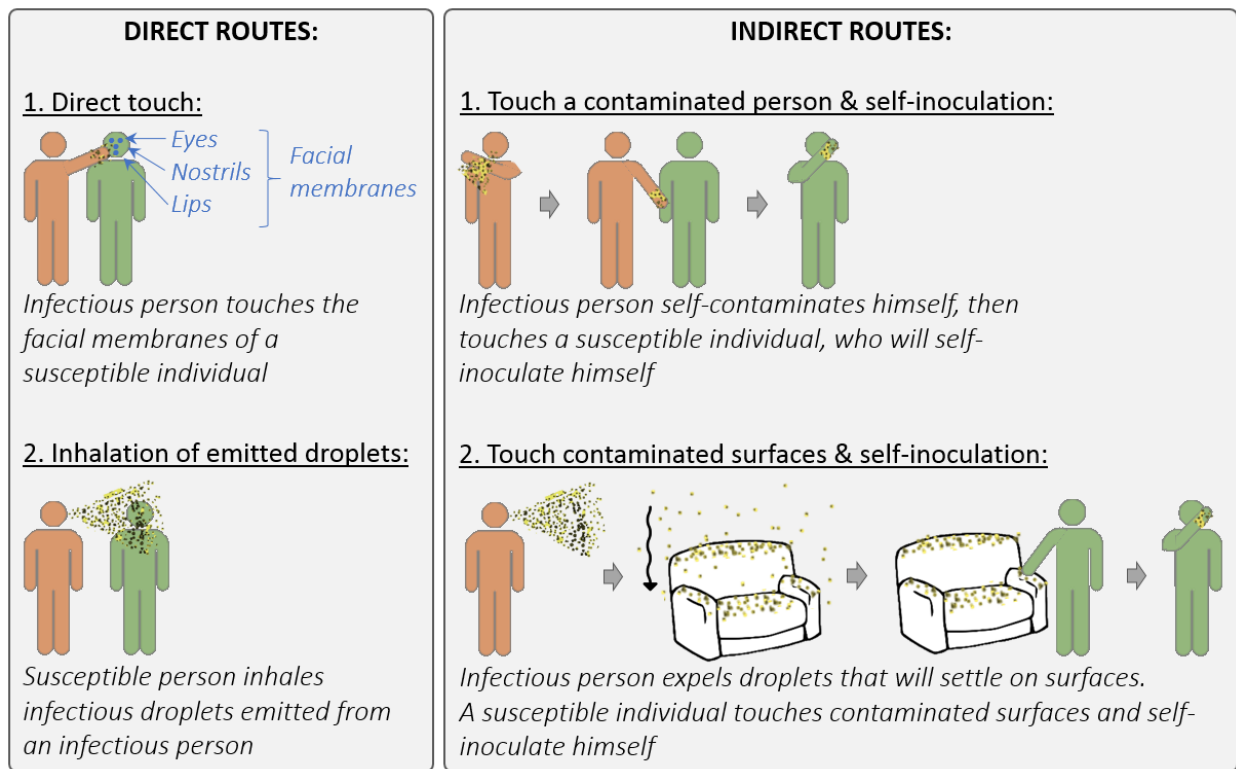 DIRECT ROUTES:
1. Direct touch:
Eyes
Nostrils
Lips
Facial
membranes
Infectious person touches the
facial membranes of a
susceptible individual
2. Inhalation of emitted droplets:
Susceptible person inhales
infectious droplets emitted from
an infectious person
INDIRECT ROUTES:
1. Touch a contaminated person & self-inoculation:
Infectious person self-contaminates himself, then
touches a susceptible individual, who will self-
inoculate himself
2. Touch contaminated surfaces & self-inoculation:
Infectious person expels droplets that will settle on surfaces.
A susceptible individual touches contaminated surfaces and self-
inoculate himself